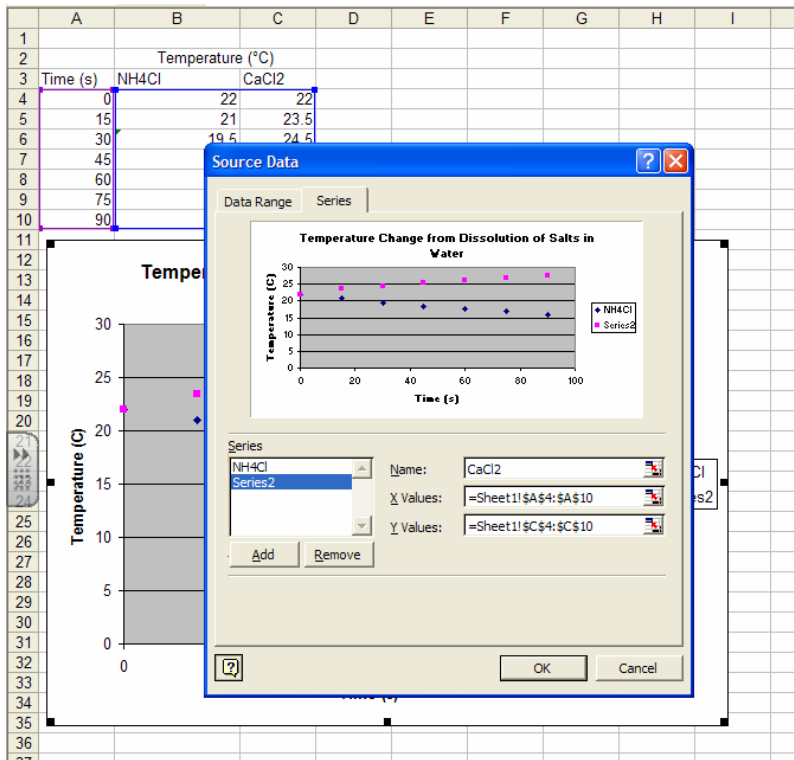 A B C D E F G H I
1
2 Temperature (°C)
3 Time (s) NH4Cl CaCl2
4 0 22 22
5 15 21 23.5
6 30 19.5 24.5
7 45
8 60
9 75
10 90
11
12
13
14
15
16
17
18
19
20
21
22
24
25
26
27
28
29
30
31
32
33
34
35
36
Source Data
Data Range Series
Temperature Change from Dissolution of Salts in
Water
Temperature (C)
30
25
20
15
10
5
0
0 20 40 60 80 100
Time (s)
NH4Cl
Series2
Series
NH4Cl
Series2
Name: CaCl2
X Values: =Sheet1!$A$4:$A$10
Y Values: =Sheet1!$C$4:$C$10
Add Remove
OK Cancel
Temper
Temperature (C)
30
25
20
15
10
5
0
0
Cl
es2